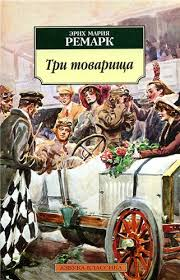 ЭРИХ МАРИЯ
РЕМАРК
Три товарища
АЗБУКА-КЛАССИКА